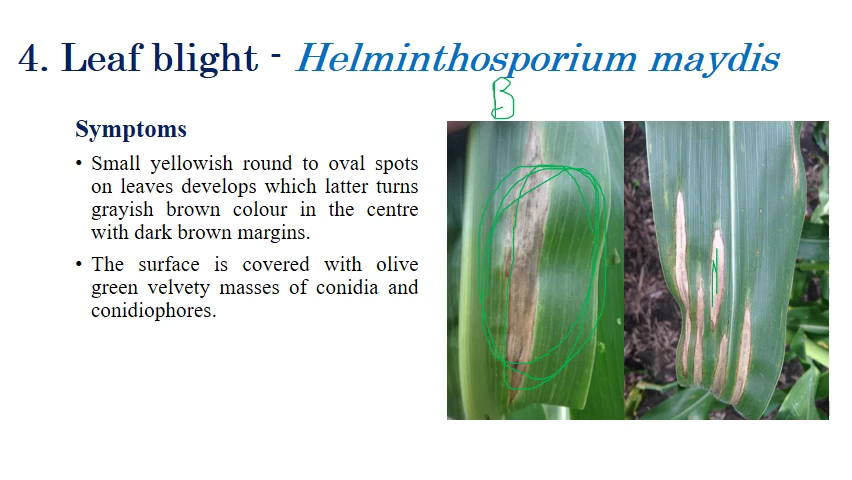 4. Leaf blight - Helminthosporium maydis
B
Symptoms
• Small yellowish round to oval spots
on leaves develops which latter turns
grayish brown colour in the centre
with dark brown margins.
• The surface is covered with olive
green velvety masses of conidia and
conidiophores.